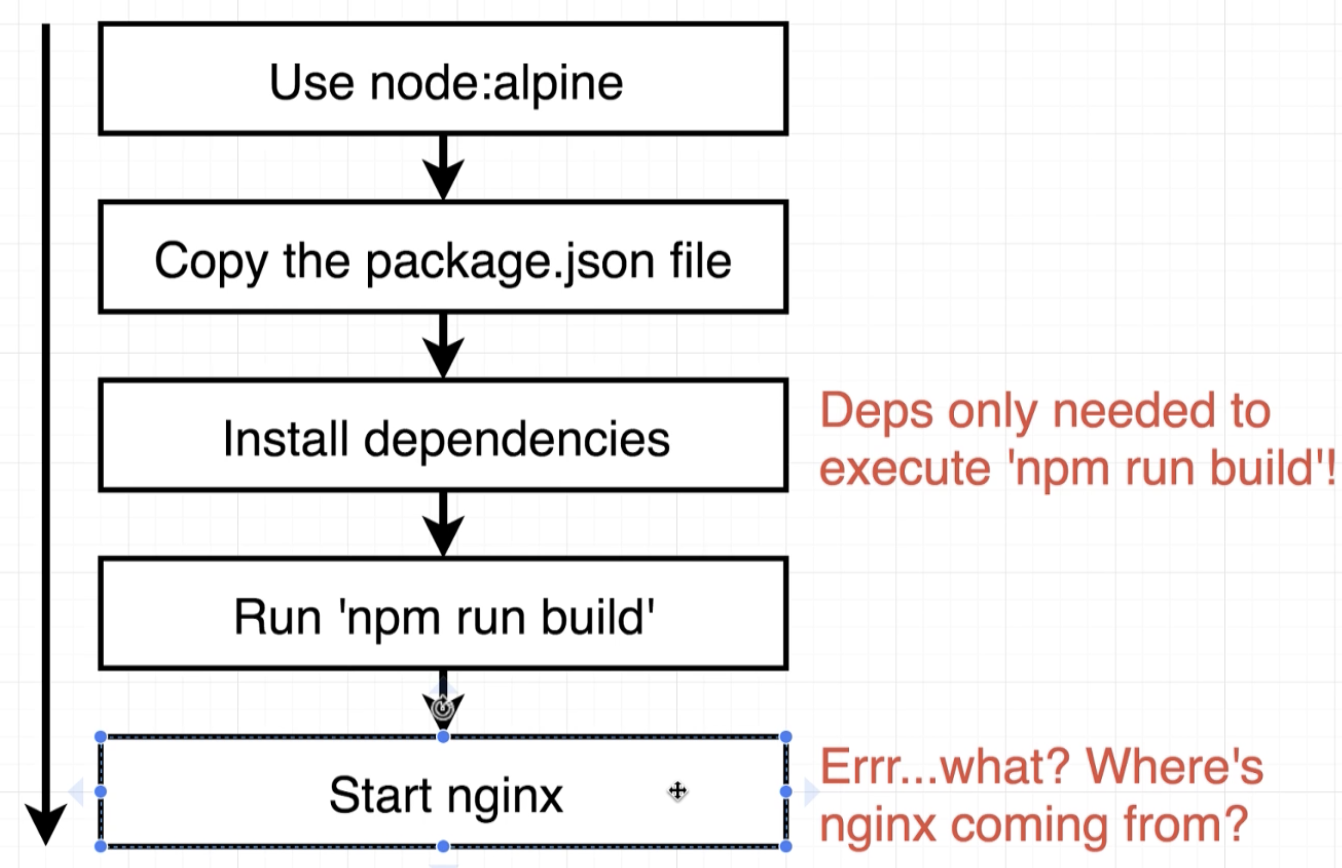 Use node:alpine
Copy the package.json file
Install dependencies
Deps only needed to
execute 'npm run build'!
Run 'npm run build'
Start nginx
Errr...what? Where's
nginx coming from?